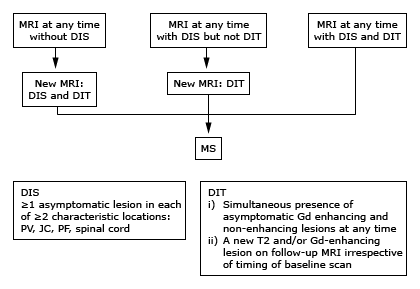 MRI at any time
without DIS
MRI at any time
with DIS but not DIT
MRI at any time
with DIS and DIT
New MRI:
DIS and DIT
New MRI: DIT
MS
DIS
≥1 asymptomatic lesion in each
of ≥2 characteristic locations:
PV, JC, PF, spinal cord
DIT
i) Simultaneous presence of
asymptomatic Gd enhancing and
non-enhancing lesions at any time
ii) A new T2 and/or Gd-enhancing
lesion on follow-up MRI irrespective
of timing of baseline scan